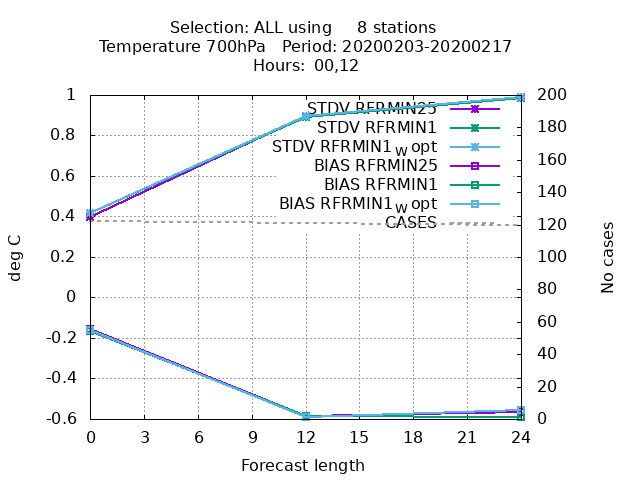 Selection: ALL using     8 stations
Temperature 700hPa   Period: 20200203-20200217
Hours:  00,12
1 200
STDV RFRMIN25
0.8 180
STDV RFRMIN1
STDV RFRMIN1w opt
160
BIAS RFRMIN25
0.6 140
BIAS RFRMIN1
BIAS RFRMIN1w opt
0.4 120
CASES
0.2 100
80
0
60
-0.2
40
-0.4 20
-0.6 0
deg C
No cases
0 3 6 9 12 15 18 21 24
Forecast length